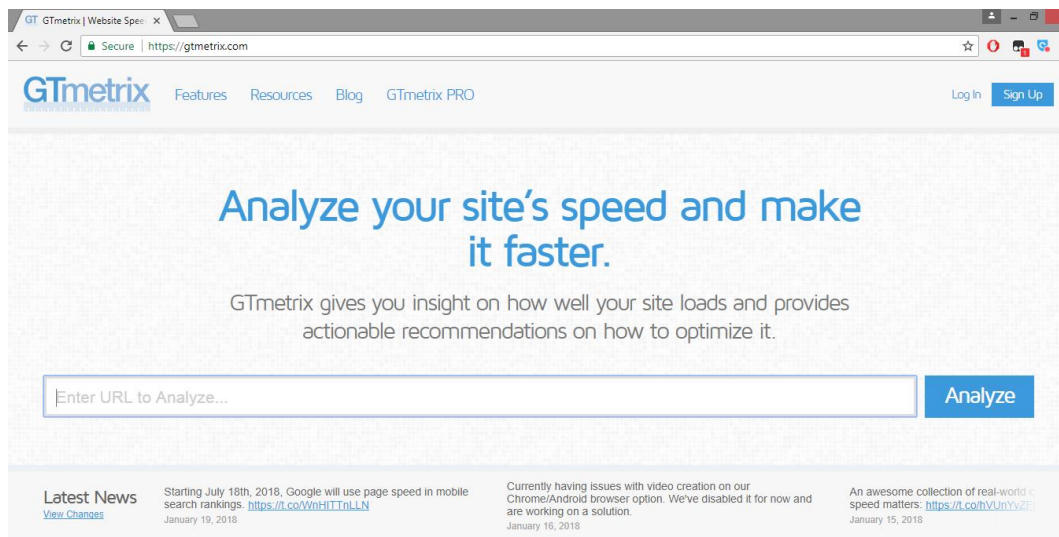 GT GTmetrix | Website Spee
Secure | https://gtmetrix.com
1
GTmetrix Features Resources Blog GTmetrix PRO Log In Sign Up
Analyze your site's speed and make
it faster.
GTmetrix gives you insight on how well your site loads and provides
actionable recommendations on how to optimize it.
Enter URL to Analyze... Analyze
Latest News
View Changes
Starting July 18th, 2018, Google will use page speed in mobile
search rankings. https://t.co/WnHITTnLLN
January 19, 2018
Currently having issues with video creation on our
Chrome/Android browser option. We've disabled it for now and
are working on a solution.
January 16, 2018
An awesome collection of real-world
speed matters:
January 15, 2018